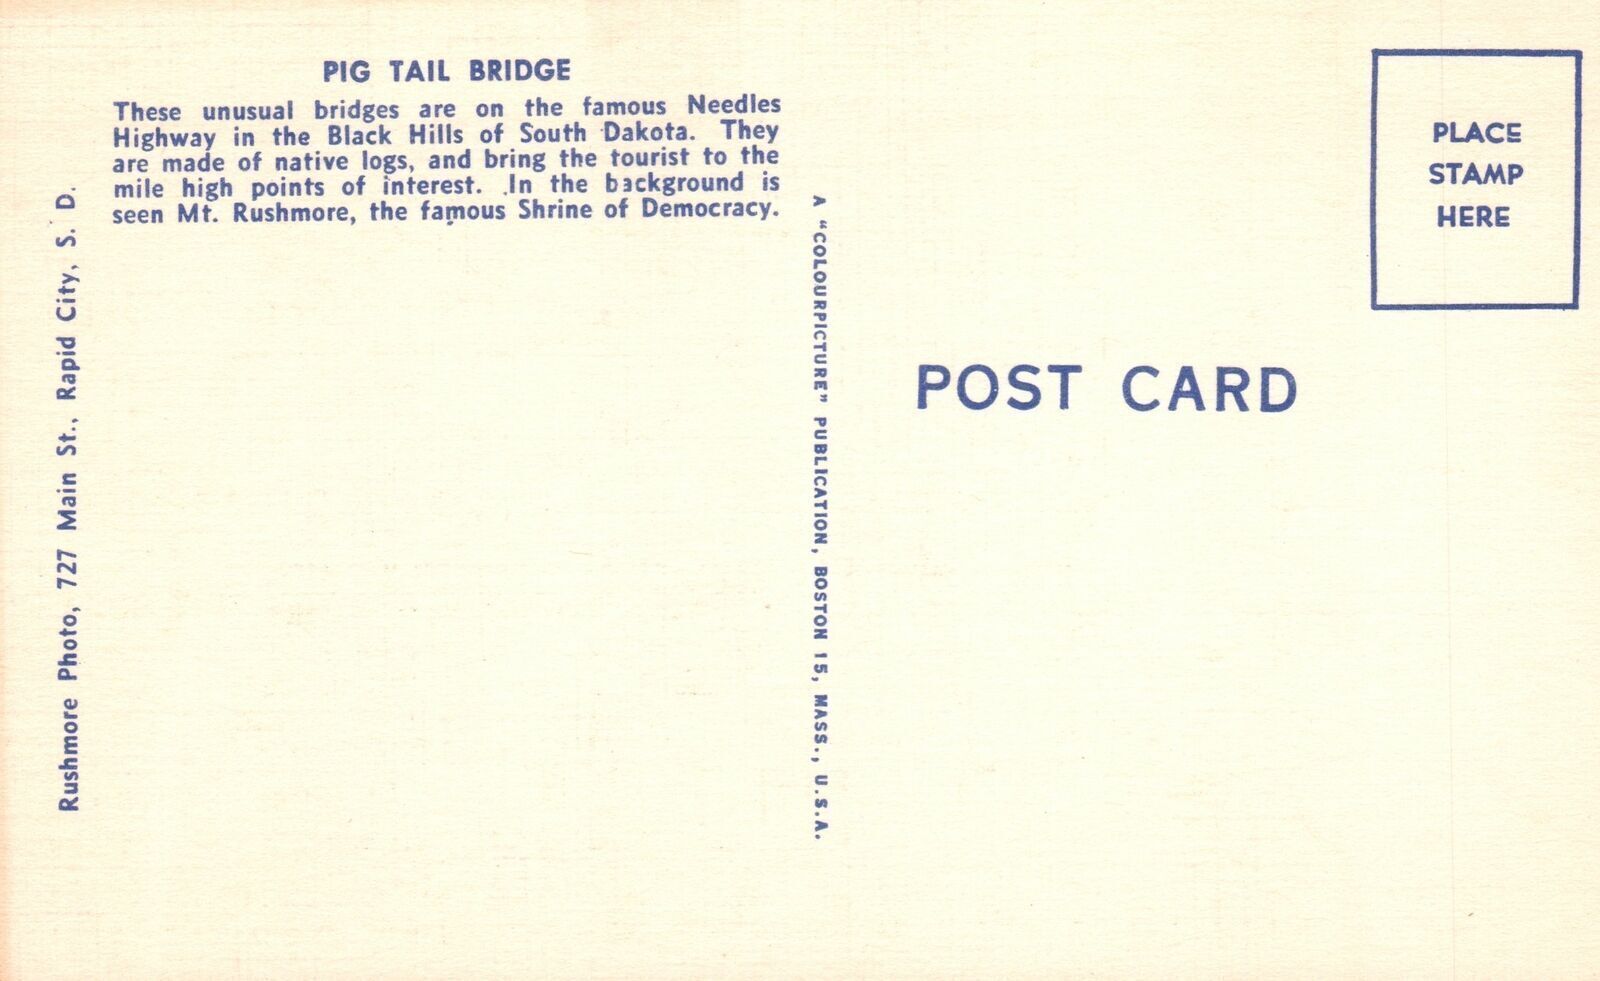 PIG TAIL BRIDGE
These unusual bridges are on the famous Needles
Highway in the Black Hills of South Dakota. They
are made of native logs, and bring the tourist to the
mile high points of interest. In the background is
seen Mt. Rushmore, the famous Shrine of Democracy.
Rushmore Photo, 727 Main St., Rapid City, S. D.
A "COLOURPICTURE" PUBLICATION, BOSTON 15, MASS., U.S.A.
PLACE
STAMP
HERE
POST CARD